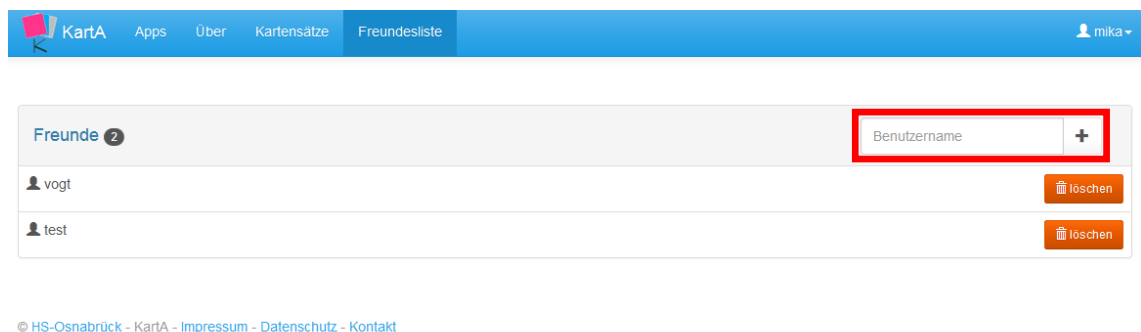 KartA Apps Über Kartensätze Freundesliste mika
Freunde 2 Benutzername +
vogt löschen
test löschen
© HS-Osnabrück - KartA - Impressum - Datenschutz - Kontakt